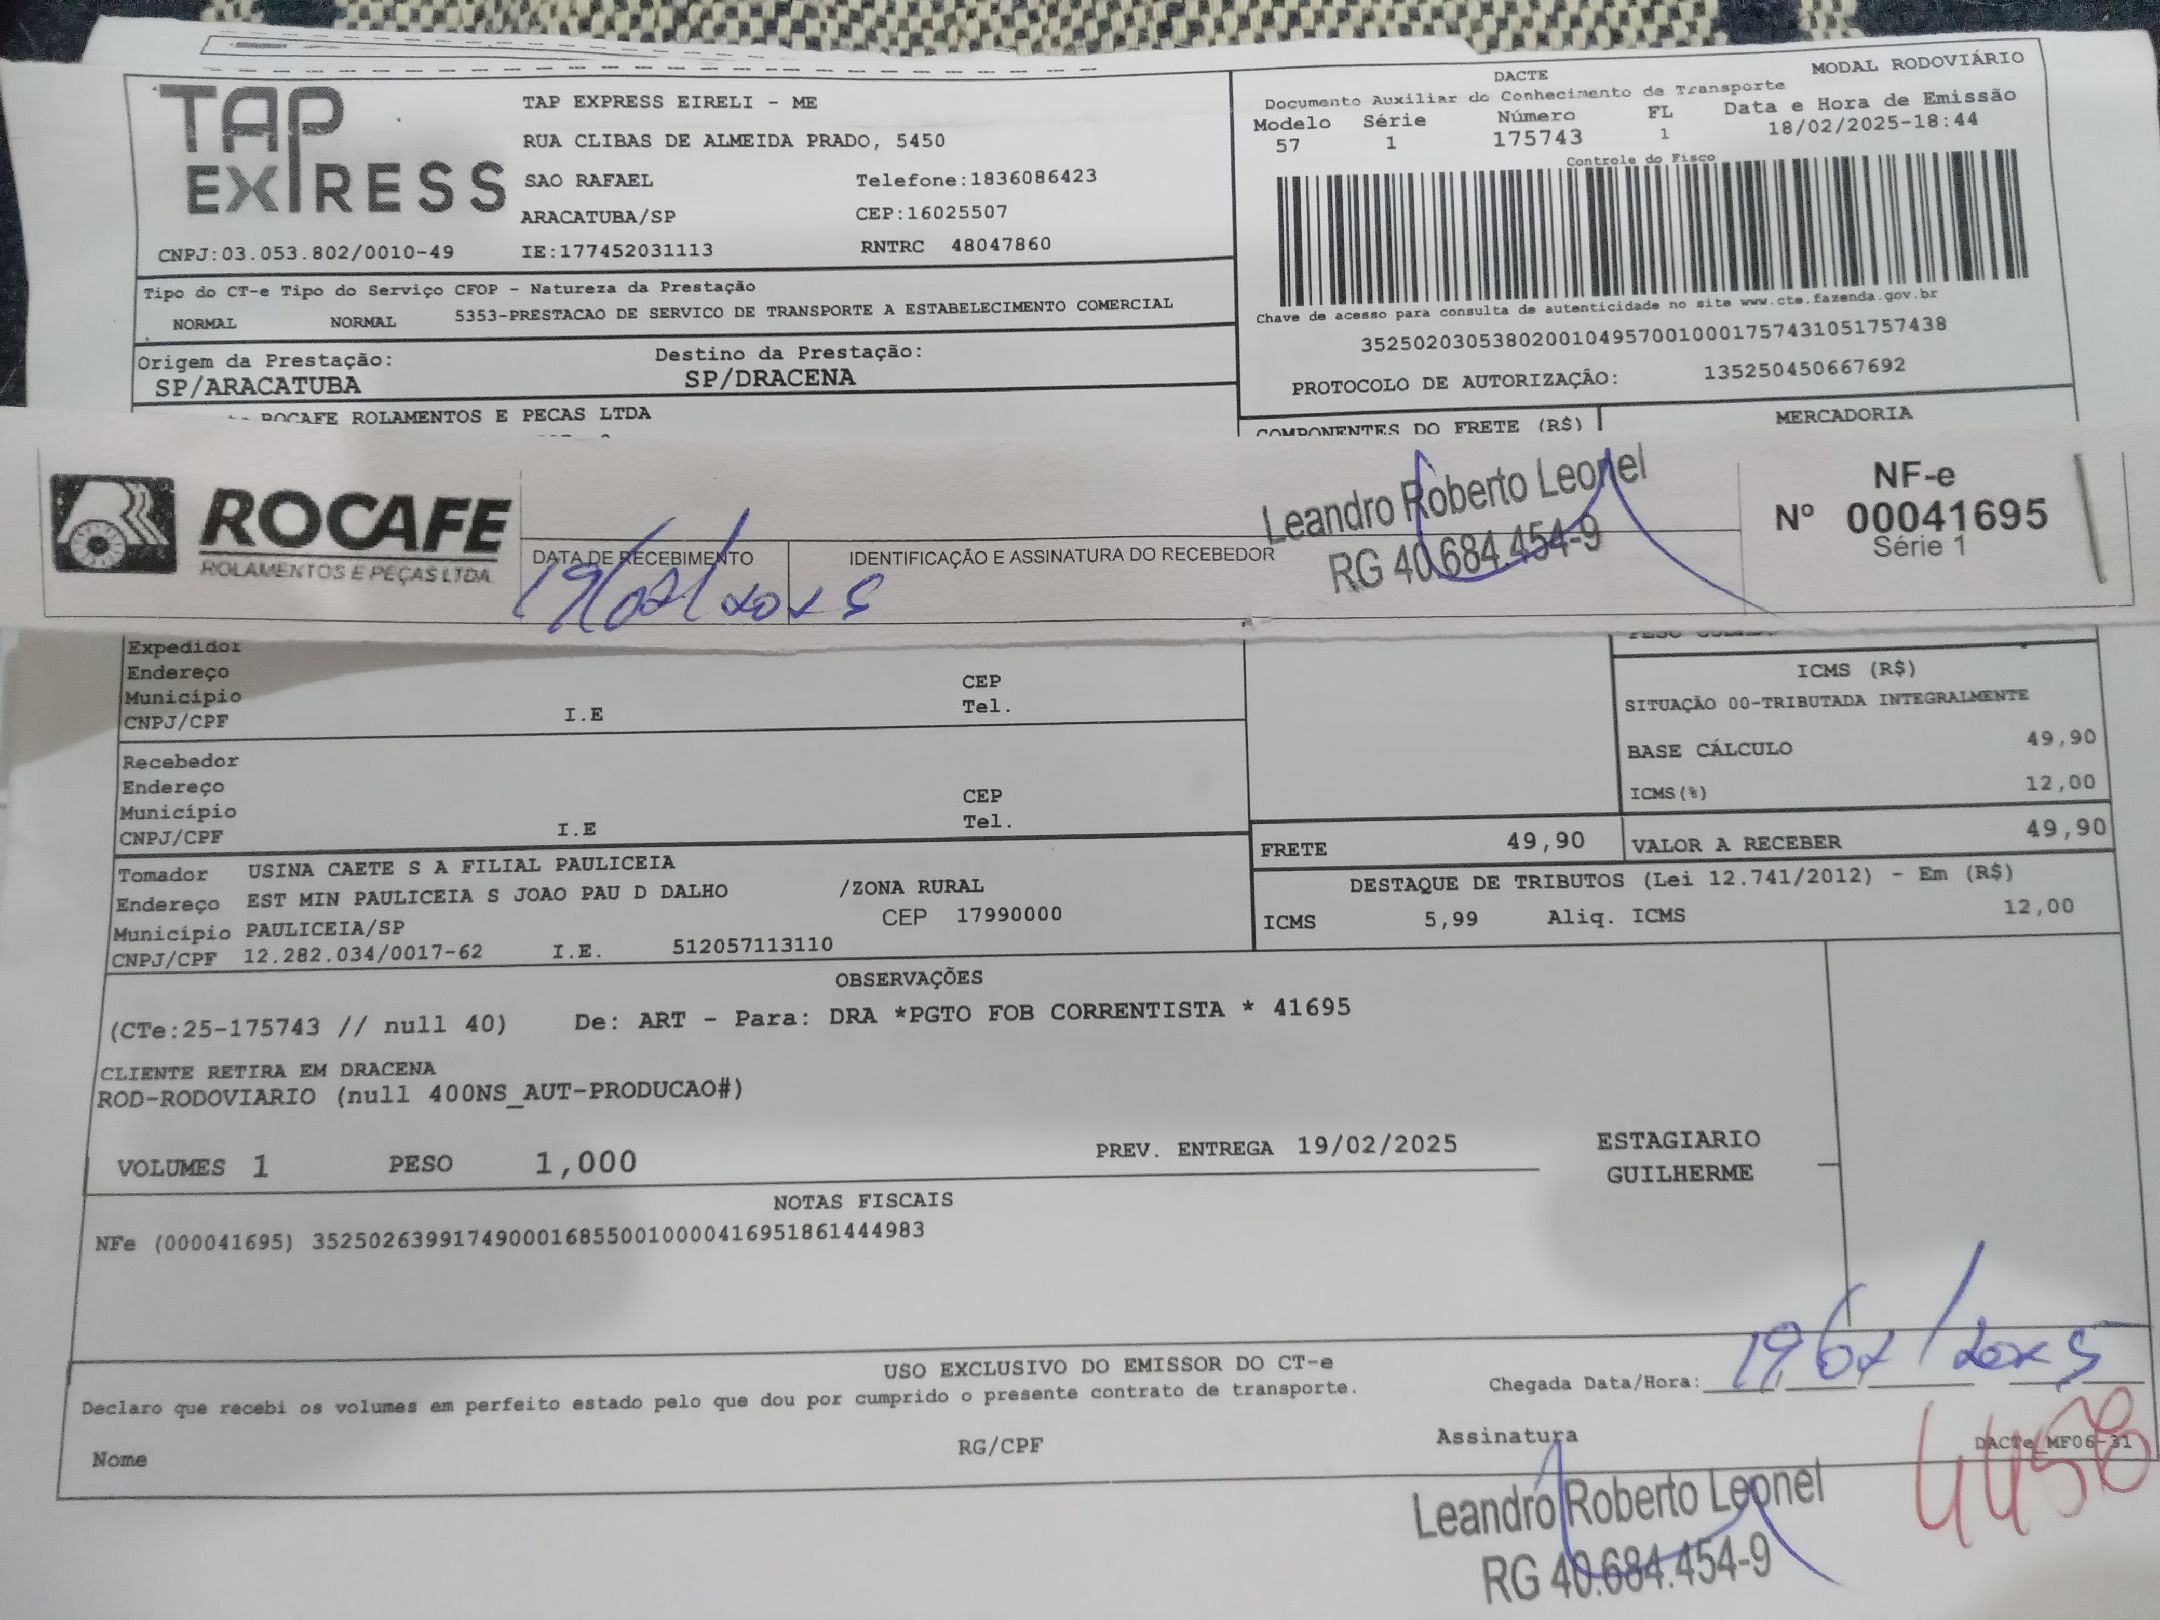 TAP EXPRESS
TAP EXPRESS EIRELI - ME
RUA CLIBAS DE ALMEIDA PRADO, 5450
SAO RAFAEL Telefone:1836086423
ARACATUBA/SP CEP:16025507
CNPJ:03.053.802/0010-49 IE:177452031113 RNTRC 48047860
DACTE MODAL RODOVIÁRIO
Documento Auxiliar do Conhecimento de Transporte
Modelo Série Número FL Data e Hora de Emissão
57 1 175743 1 18/02/2025-18:44
Controle do Fisco
Chave de acesso para consulta de autenticidade no site www.cte.fazenda.gov.br
35250203053802001049570010001757431051757438
PROTOCOLO DE AUTORIZAÇÃO: 135250450667692
Tipo do CT-e Tipo do Serviço CFOP - Natureza da Prestação
NORMAL NORMAL 5353-PRESTACAO DE SERVICO DE TRANSPORTE A ESTABELECIMENTO COMERCIAL
Origem da Prestação: Destino da Prestação:
SP/ARACATUBA SP/DRACENA
ROCAFE ROLAMENTOS E PECAS LTDA
COMPONENTES DO FRETE (R$) MERCADORIA
ROCAFE
ROLAMENTOS E PEÇAS LTDA
DATA DE RECEBIMENTO IDENTIFICAÇÃO E ASSINATURA DO RECEBEDOR
19/02/2025
Leandro Roberto Leonel
RG 40.684.454-9
NF-e
Nº 00041695
Série 1
Expedidor
Endereço CEP
Município Tel.
CNPJ/CPF I.E
ICMS (R$)
SITUAÇÃO 00-TRIBUTADA INTEGRALMENTE
BASE CÁLCULO 49,90
ICMS(%) 12,00
Recebedor
Endereço CEP
Município Tel.
CNPJ/CPF I.E
FRETE 49,90 VALOR A RECEBER 49,90
Tomador USINA CAETE S A FILIAL PAULICEIA
Endereço EST MIN PAULICEIA S JOAO PAU D DALHO /ZONA RURAL
Município PAULICEIA/SP CEP 17990000
CNPJ/CPF 12.282.034/0017-62 I.E. 512057113110
DESTAQUE DE TRIBUTOS (Lei 12.741/2012) - Em (R$)
ICMS 5,99 Aliq. ICMS 12,00
OBSERVAÇÕES
(CTe:25-175743 // null 40) De: ART - Para: DRA *PGTO FOB CORRENTISTA * 41695
CLIENTE RETIRA EM DRACENA
ROD-RODOVIARIO (null 400NS_AUT-PRODUCAO#)
VOLUMES 1 PESO 1,000 PREV. ENTREGA 19/02/2025
ESTAGIARIO
GUILHERME
NOTAS FISCAIS
NFe (000041695) 35250263991749000168550010000416951861444983
USO EXCLUSIVO DO EMISSOR DO CT-e
Declaro que recebi os volumes em perfeito estado pelo que dou por cumprido o presente contrato de transporte.
Chegada Data/Hora: 19/02/2025
Nome RG/CPF Assinatura DACTe_MF06-31
4458
Leandro Roberto Leonel
RG 40.684.454-9